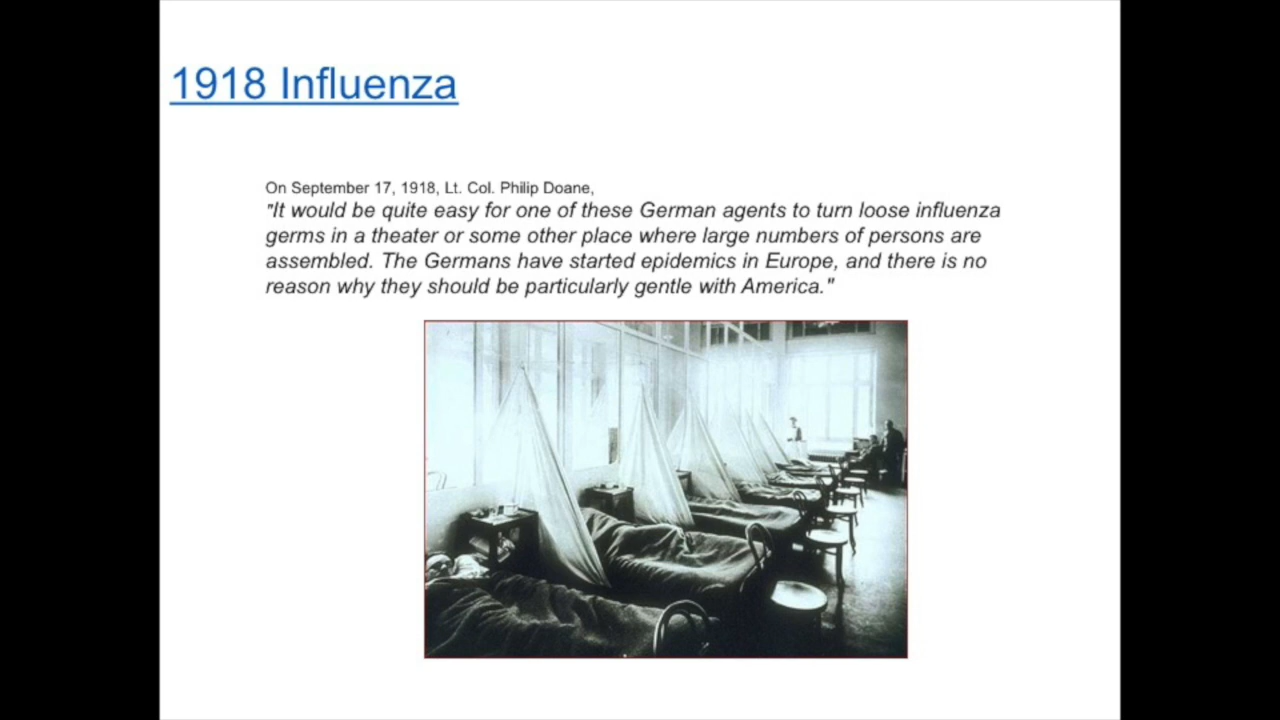 1918 Influenza
On September 17, 1918, Lt. Col. Philip Doane,
"It would be quite easy for one of these German agents to turn loose influenza
germs in a theater or some other place where large numbers of persons are
assembled. The Germans have started epidemics in Europe, and there is no
reason why they should be particularly gentle with America."